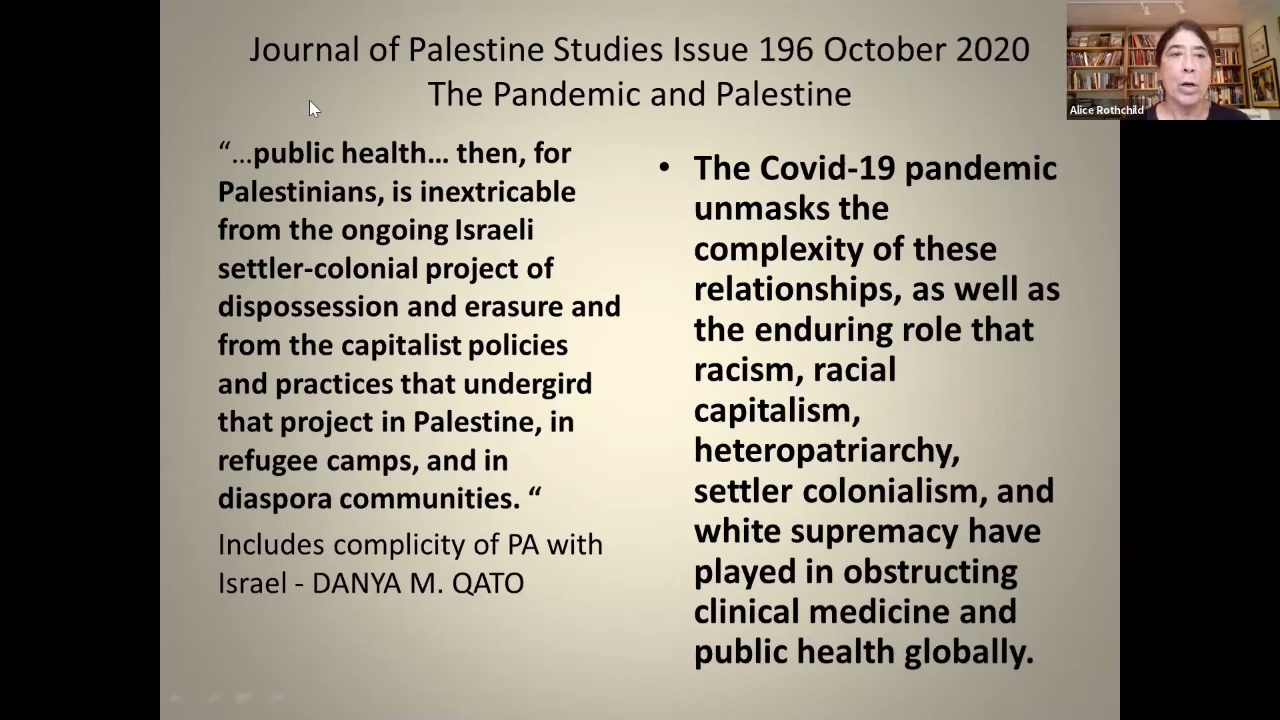 Journal of Palestine Studies Issue 196 October 2020
The Pandemic and Palestine
“…public health… then, for
Palestinians, is inextricable
from the ongoing Israeli
settler-colonial project of
dispossession and erasure and
from the capitalist policies
and practices that undergird
that project in Palestine, in
refugee camps, and in
diaspora communities. “
Includes complicity of PA with
Israel - DANYA M. QATO
• The Covid-19 pandemic
unmasks the
complexity of these
relationships, as well as
the enduring role that
racism, racial
capitalism,
heteropatriarchy,
settler colonialism, and
white supremacy have
played in obstructing
clinical medicine and
public health globally.
Alice Rothchild